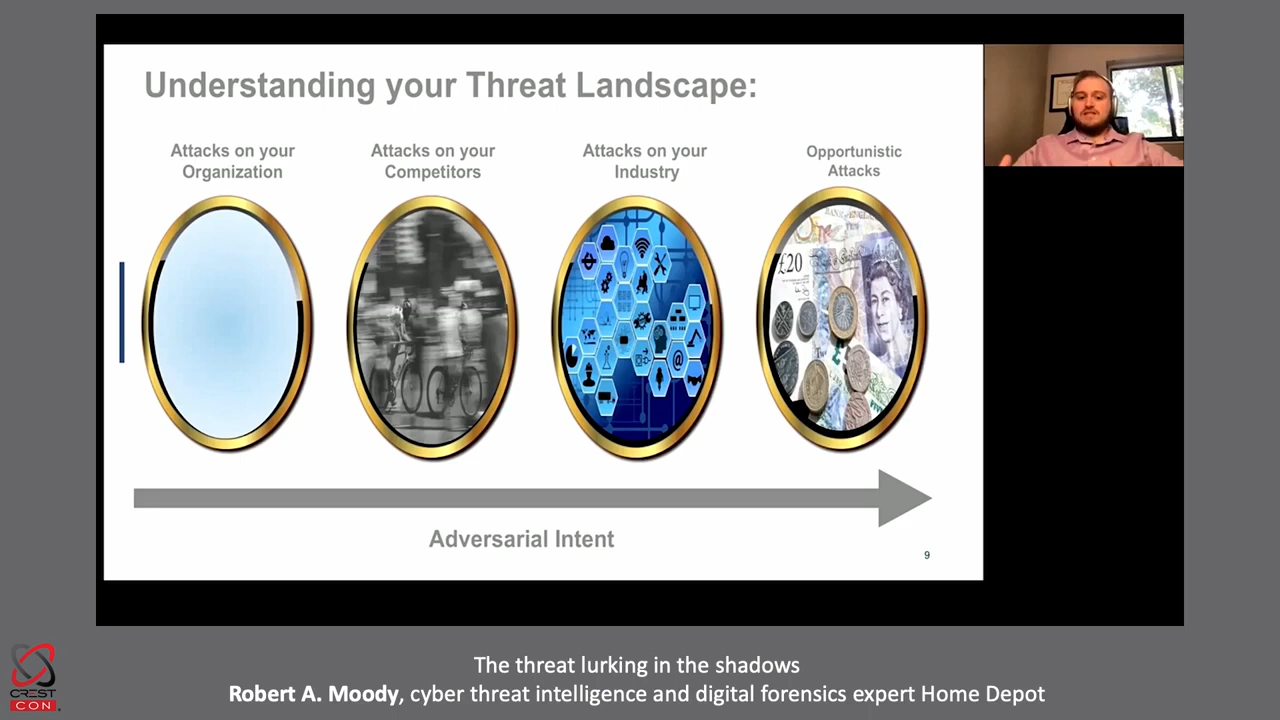 Understanding your Threat Landscape:
Attacks on your
Organization
Attacks on your
Competitors
Attacks on your
Industry
Opportunistic
Attacks
£20
Adversarial Intent
9
CREST
CON
The threat lurking in the shadows
Robert A. Moody, cyber threat intelligence and digital forensics expert Home Depot